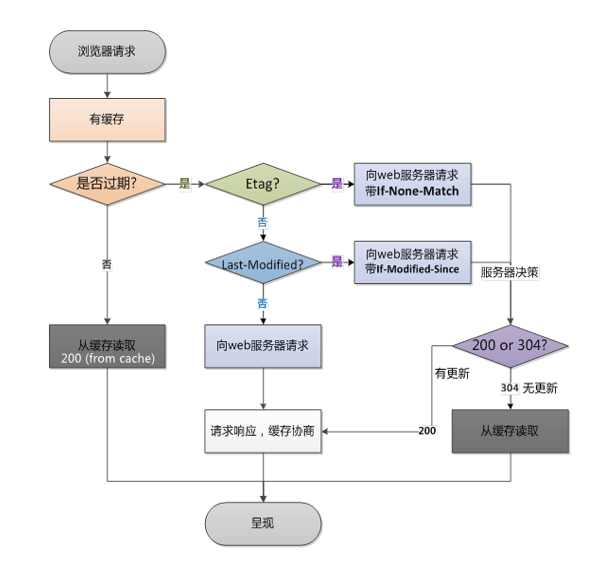 浏览器请求
有缓存
是否过期?
是
Etag?
是
向web服务器请求
带If-None-Match
否
否
Last-Modified?
是
向web服务器请求
带If-Modified-Since
服务器决策
否
从缓存读取
200 (from cache)
向web服务器请求
200 or 304?
有更新
304 无更新
请求响应，缓存协商
200
从缓存读取
呈现